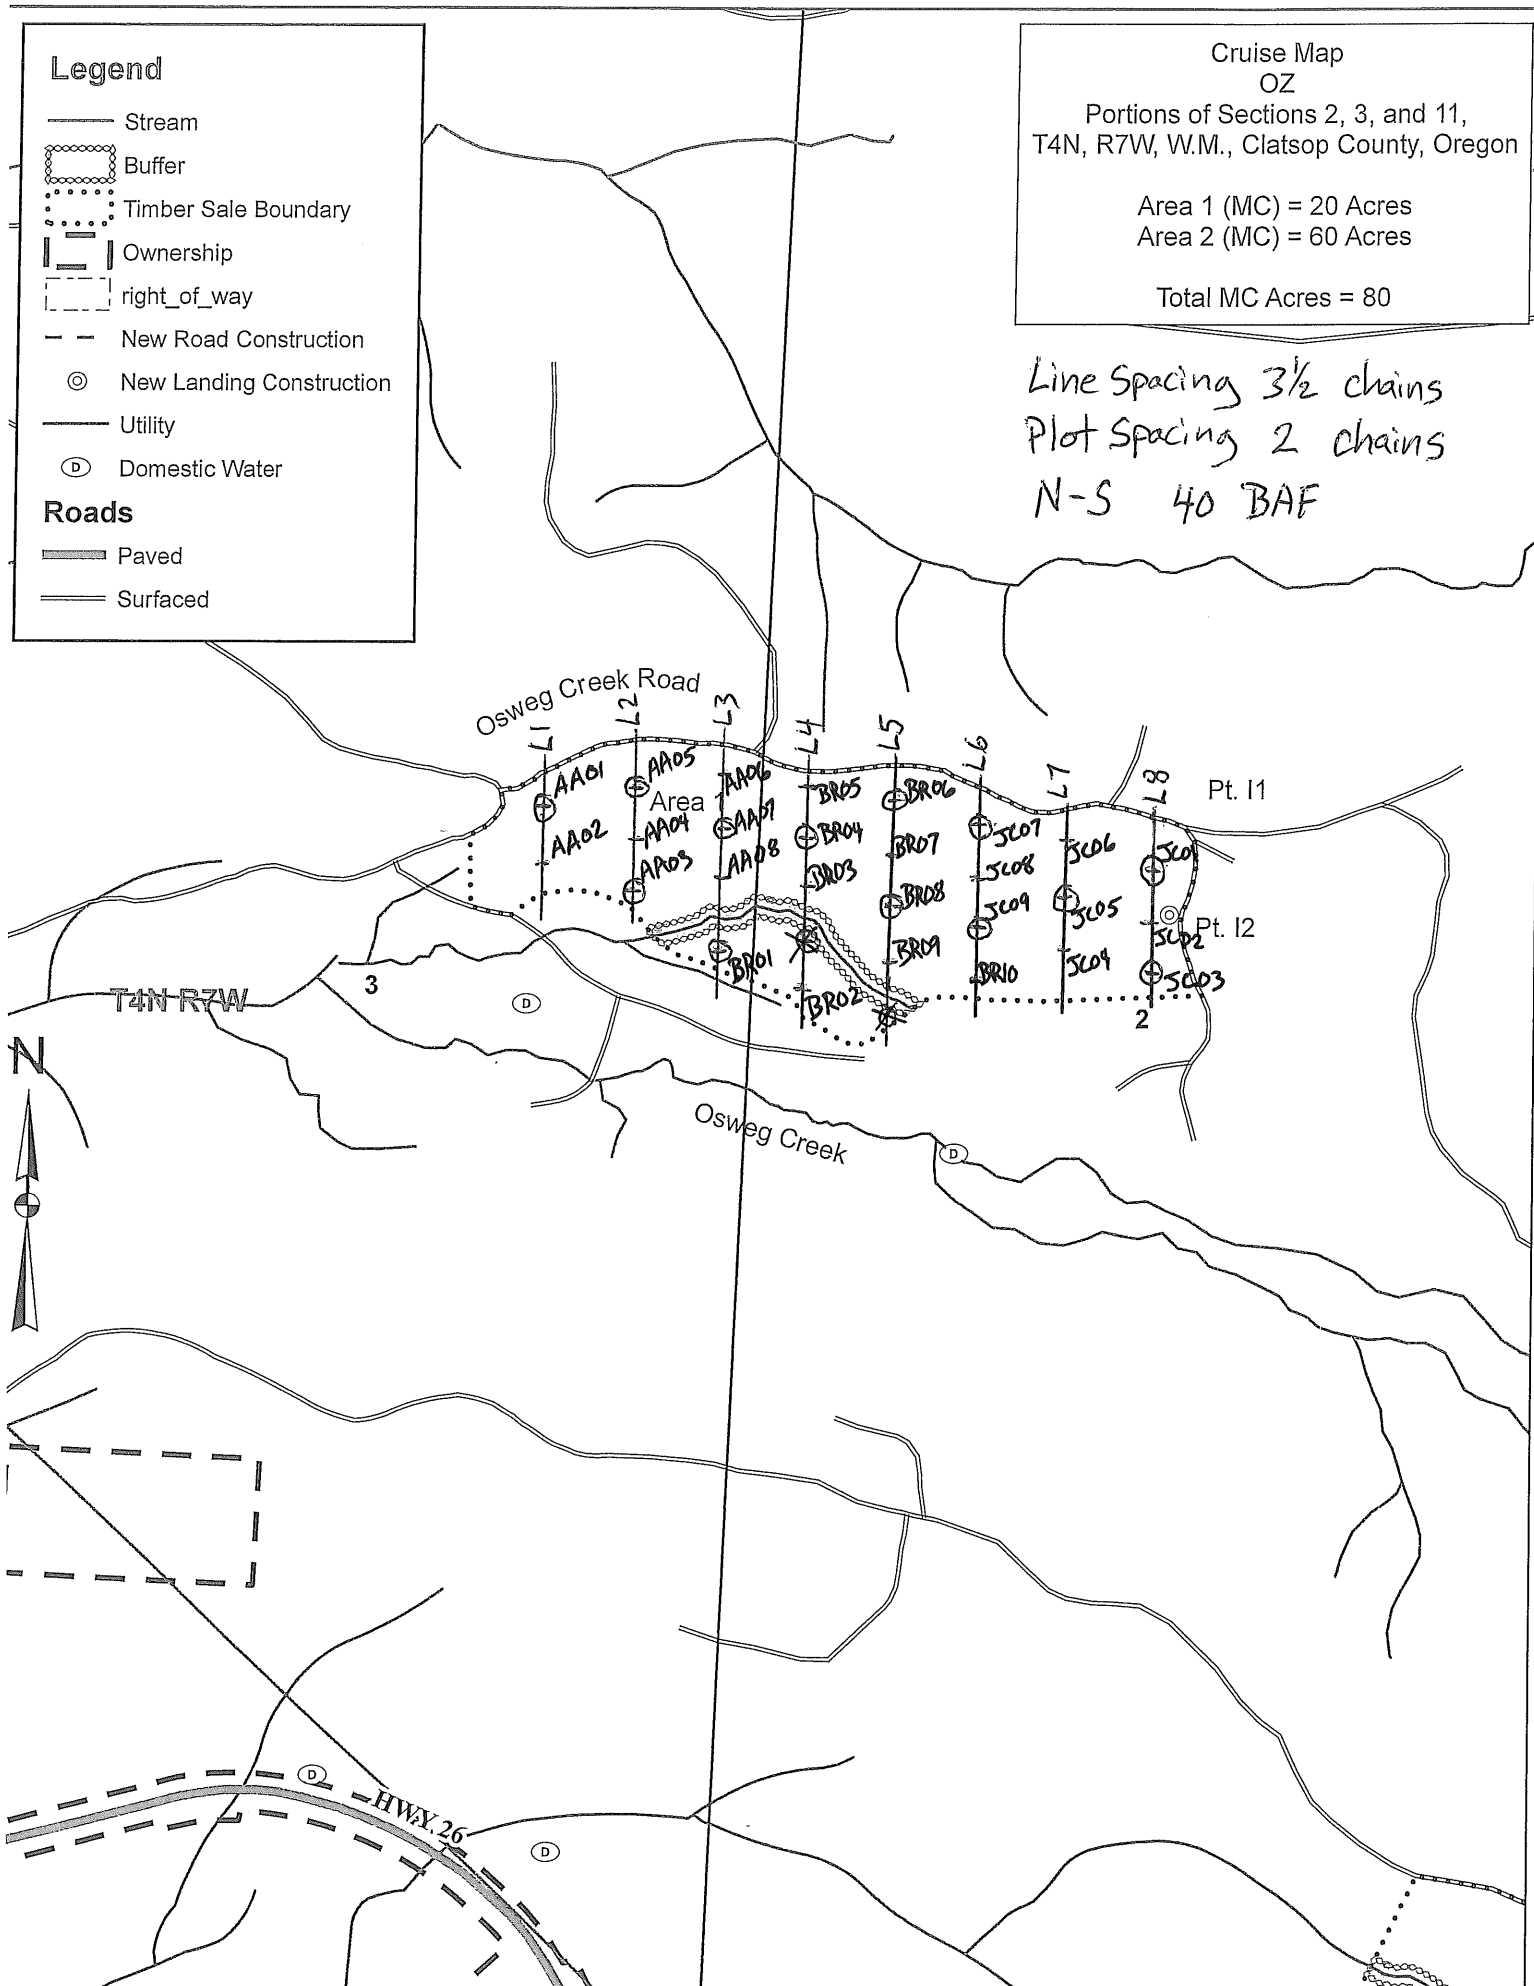 Legend
Stream
Buffer
Timber Sale Boundary
Ownership
right_of_way
New Road Construction
New Landing Construction
Utility
D Domestic Water
Roads
Paved
Surfaced
Cruise Map
OZ
Portions of Sections 2, 3, and 11,
T4N, R7W, W.M., Clatsop County, Oregon
Area 1 (MC) = 20 Acres
Area 2 (MC) = 60 Acres
Total MC Acres = 80
Line Spacing 3½ chains
Plot Spacing 2 chains
N-S 40 BAF
Osweg Creek Road
L1
L2
L3
L4
L5
L6
L7
L8
Pt. I1
AA01
AA05
AA06
BR05
BR06
Area
AA02
AA04
AA07
BR04
BR07
JC07
JC06
JC01
AA03
AA08
BR03
BR08
JC08
JC09
JC05
JC02
Pt. I2
BR01
BR02
BR09
BR10
JC04
JC03
3
2
T4N R7W
D
N
Osweg Creek
D
D
HWY 26
D